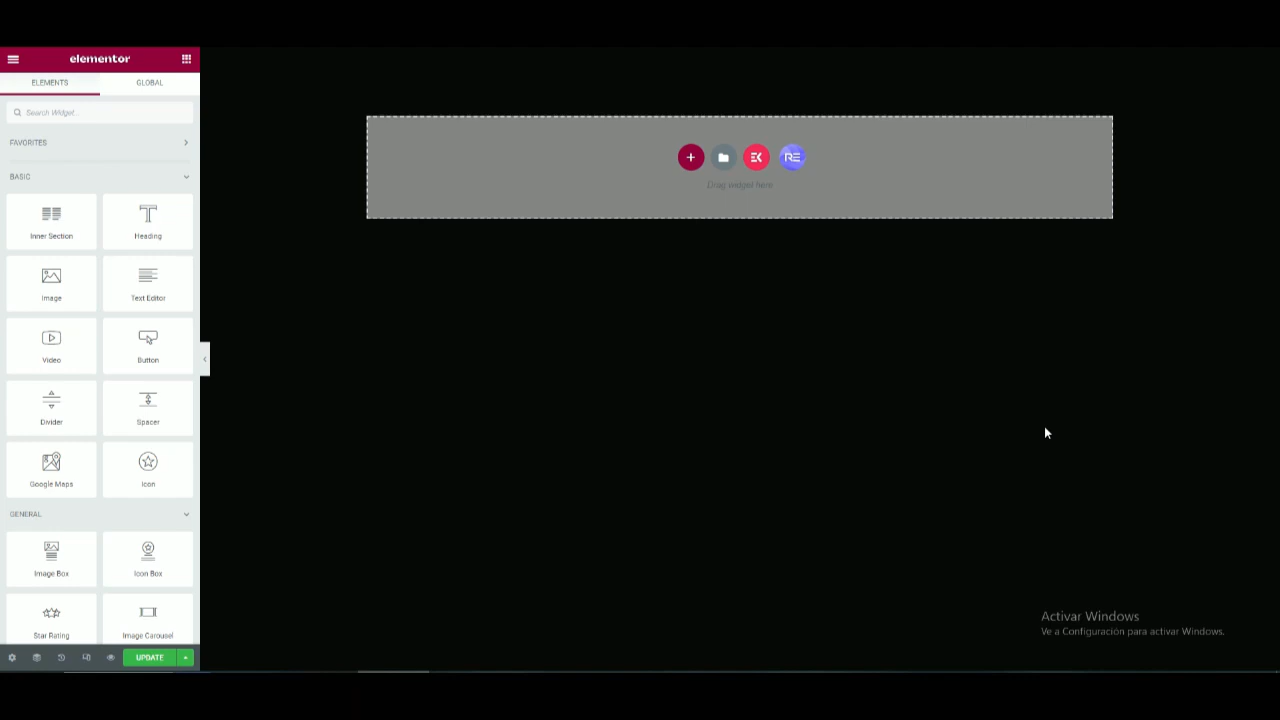 elementor
ELEMENTS
GLOBAL
Search Widget...
FAVORITES
BASIC
Inner Section
Heading
Image
Text Editor
Video
Button
Divider
Spacer
Google Maps
Icon
GENERAL
Image Box
Icon Box
Star Rating
Image Carousel
UPDATE
EK
RE
Drag widget here
Activar Windows
Ve a Configuración para activar Windows.